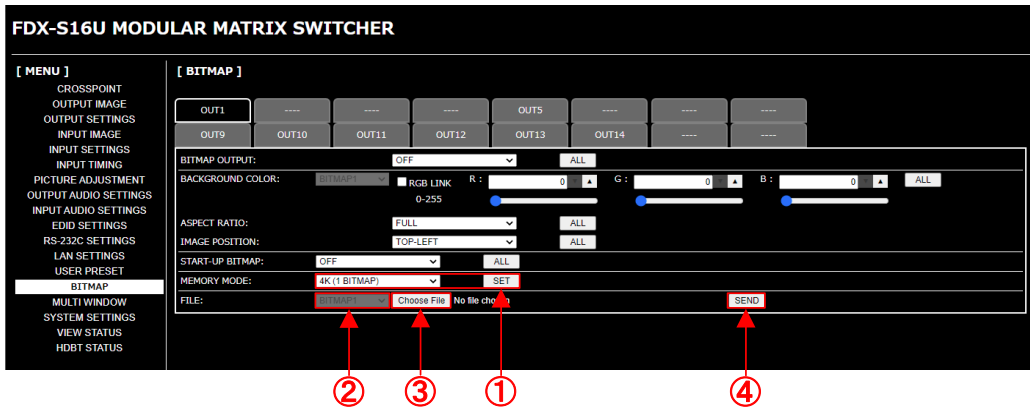 FDX-S16U MODULAR MATRIX SWITCHER
[ MENU ]
CROSSPOINT
OUTPUT IMAGE
OUTPUT SETTINGS
INPUT IMAGE
INPUT SETTINGS
INPUT TIMING
PICTURE ADJUSTMENT
OUTPUT AUDIO SETTINGS
INPUT AUDIO SETTINGS
EDID SETTINGS
RS-232C SETTINGS
LAN SETTINGS
USER PRESET
BITMAP
MULTI WINDOW
SYSTEM SETTINGS
VIEW STATUS
HDBT STATUS
[ BITMAP ]
OUT1 ---- ---- ---- OUT5 ---- ---- ----
OUT9 OUT10 OUT11 OUT12 OUT13 OUT14 ---- ----
BITMAP OUTPUT: OFF ALL
BACKGROUND COLOR: BITMAP1 RGB LINK R : 0 G : 0 B : 0 ALL
0-255
ASPECT RATIO: FULL ALL
IMAGE POSITION: TOP-LEFT ALL
START-UP BITMAP: OFF ALL
MEMORY MODE: 4K (1 BITMAP) SET
FILE: BITMAP1 Choose File No file chosen SEND
② ③ ① ④